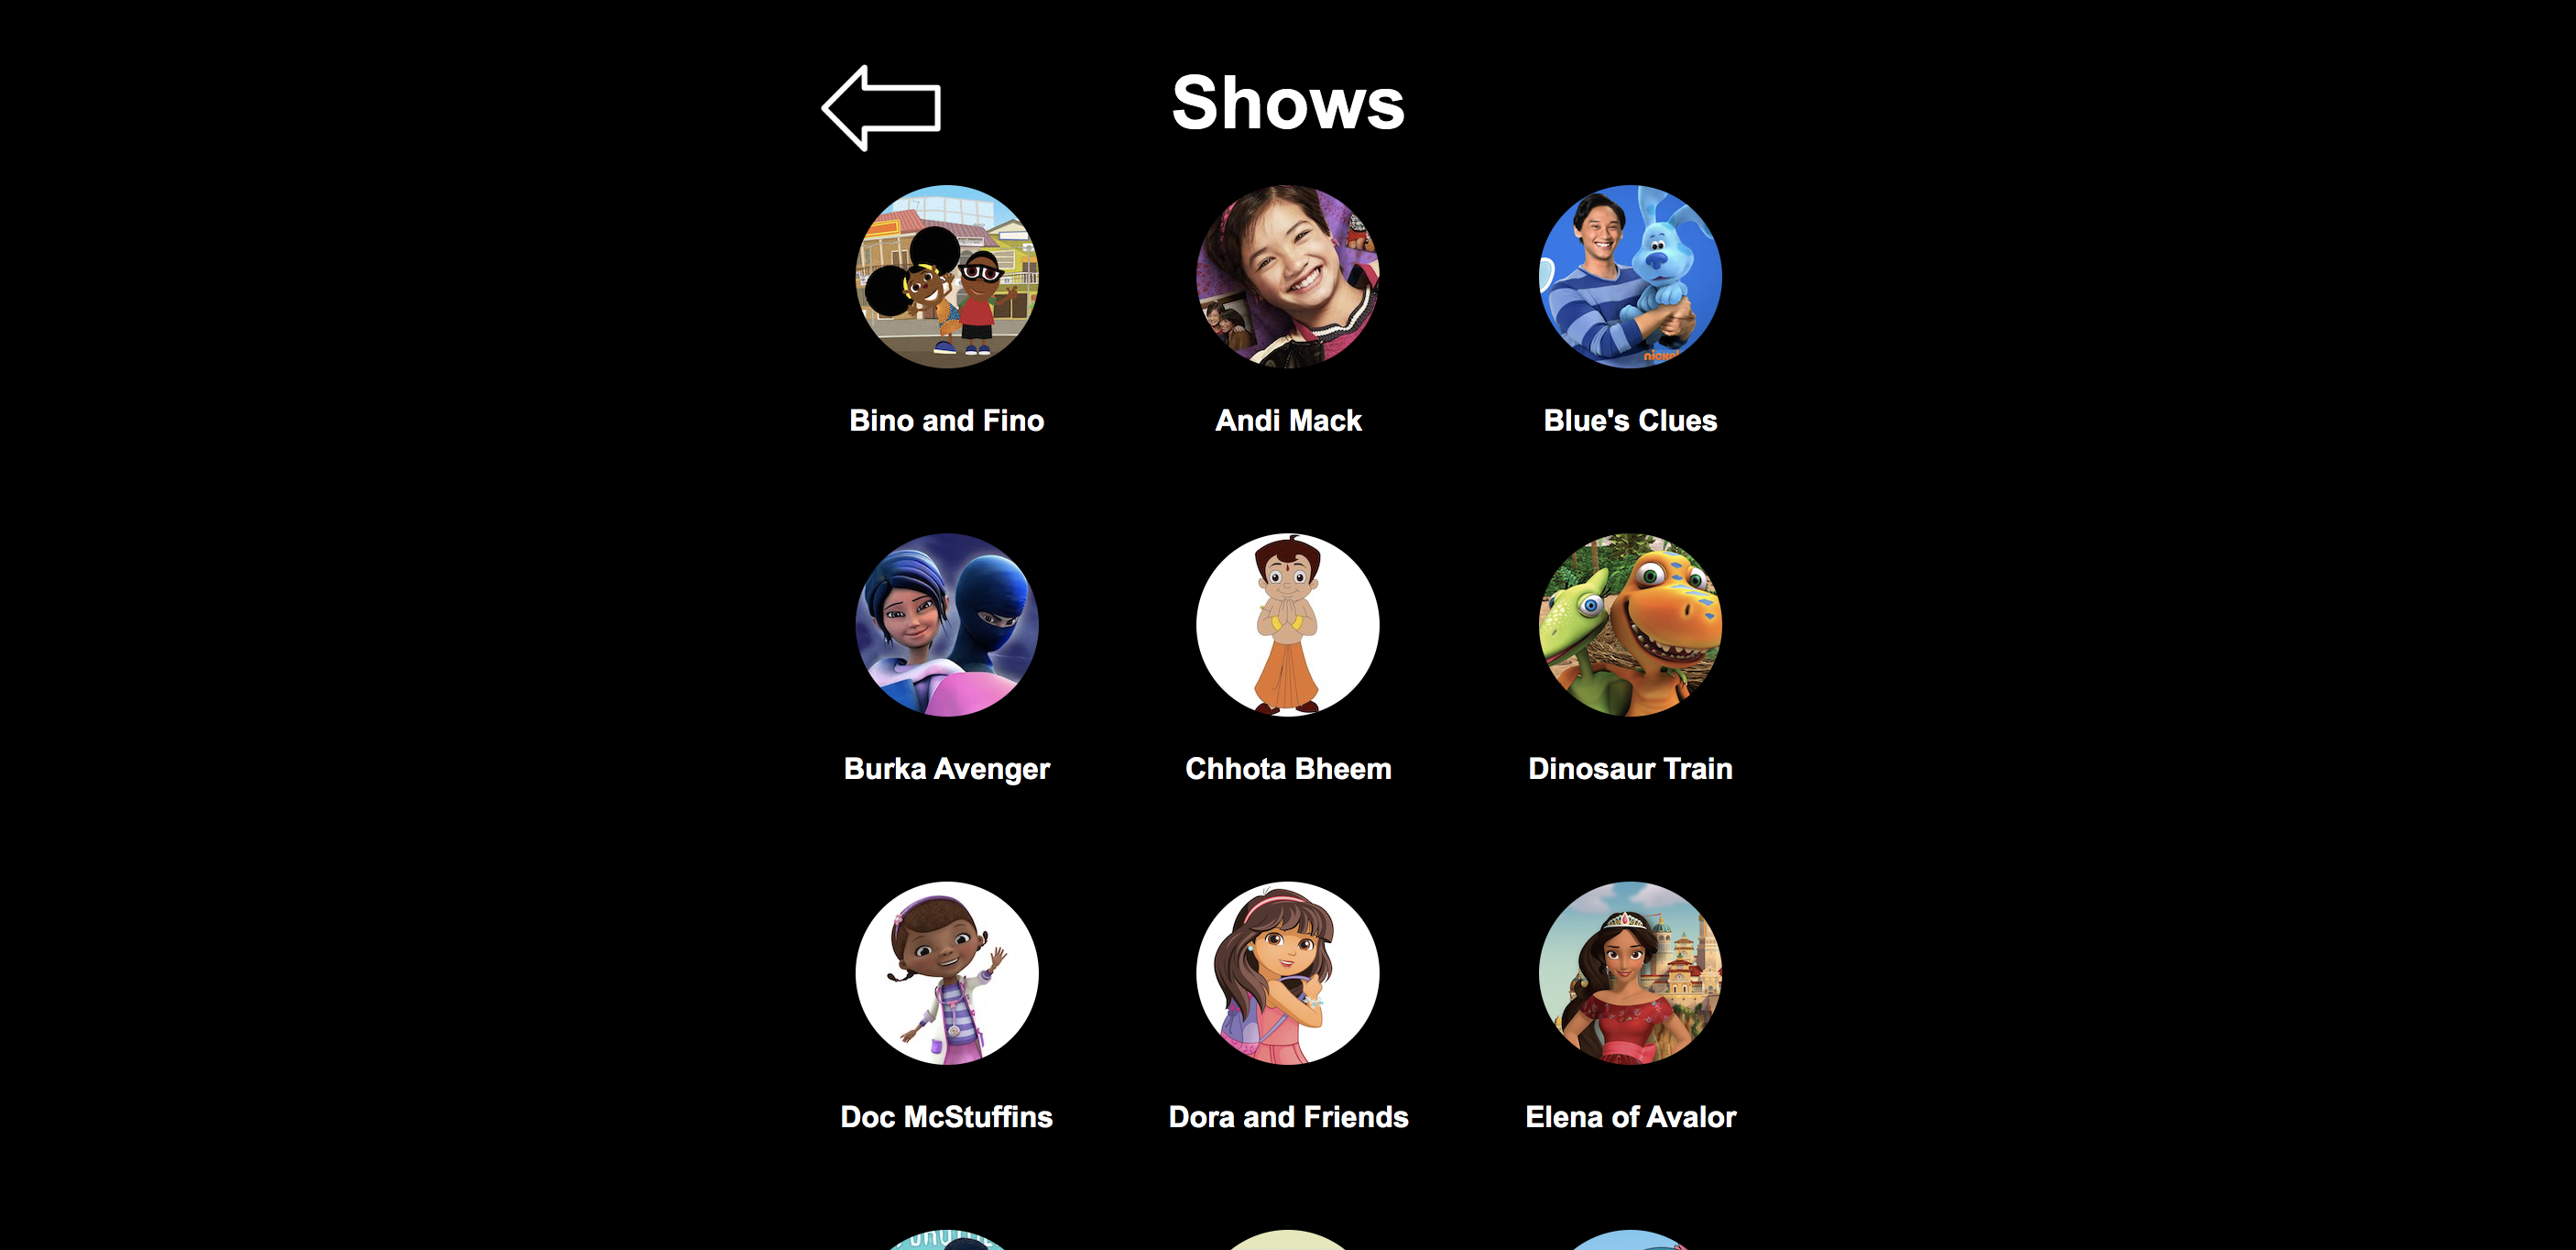 Shows
Bino and Fino
Andi Mack
Blue's Clues
Burka Avenger
Chhota Bheem
Dinosaur Train
Doc McStuffins
Dora and Friends
Elena of Avalor